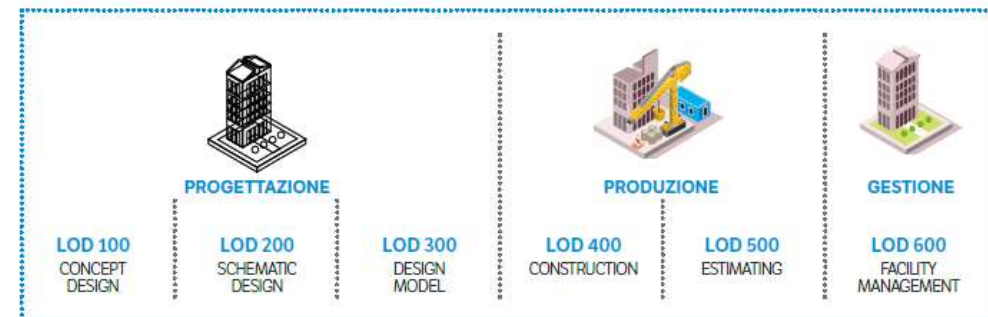 PROGETTAZIONE
PRODUZIONE
GESTIONE
LOD 100
CONCEPT
DESIGN
LOD 200
SCHEMATIC
DESIGN
LOD 300
DESIGN
MODEL
LOD 400
CONSTRUCTION
LOD 500
ESTIMATING
LOD 600
FACILITY
MANAGEMENT